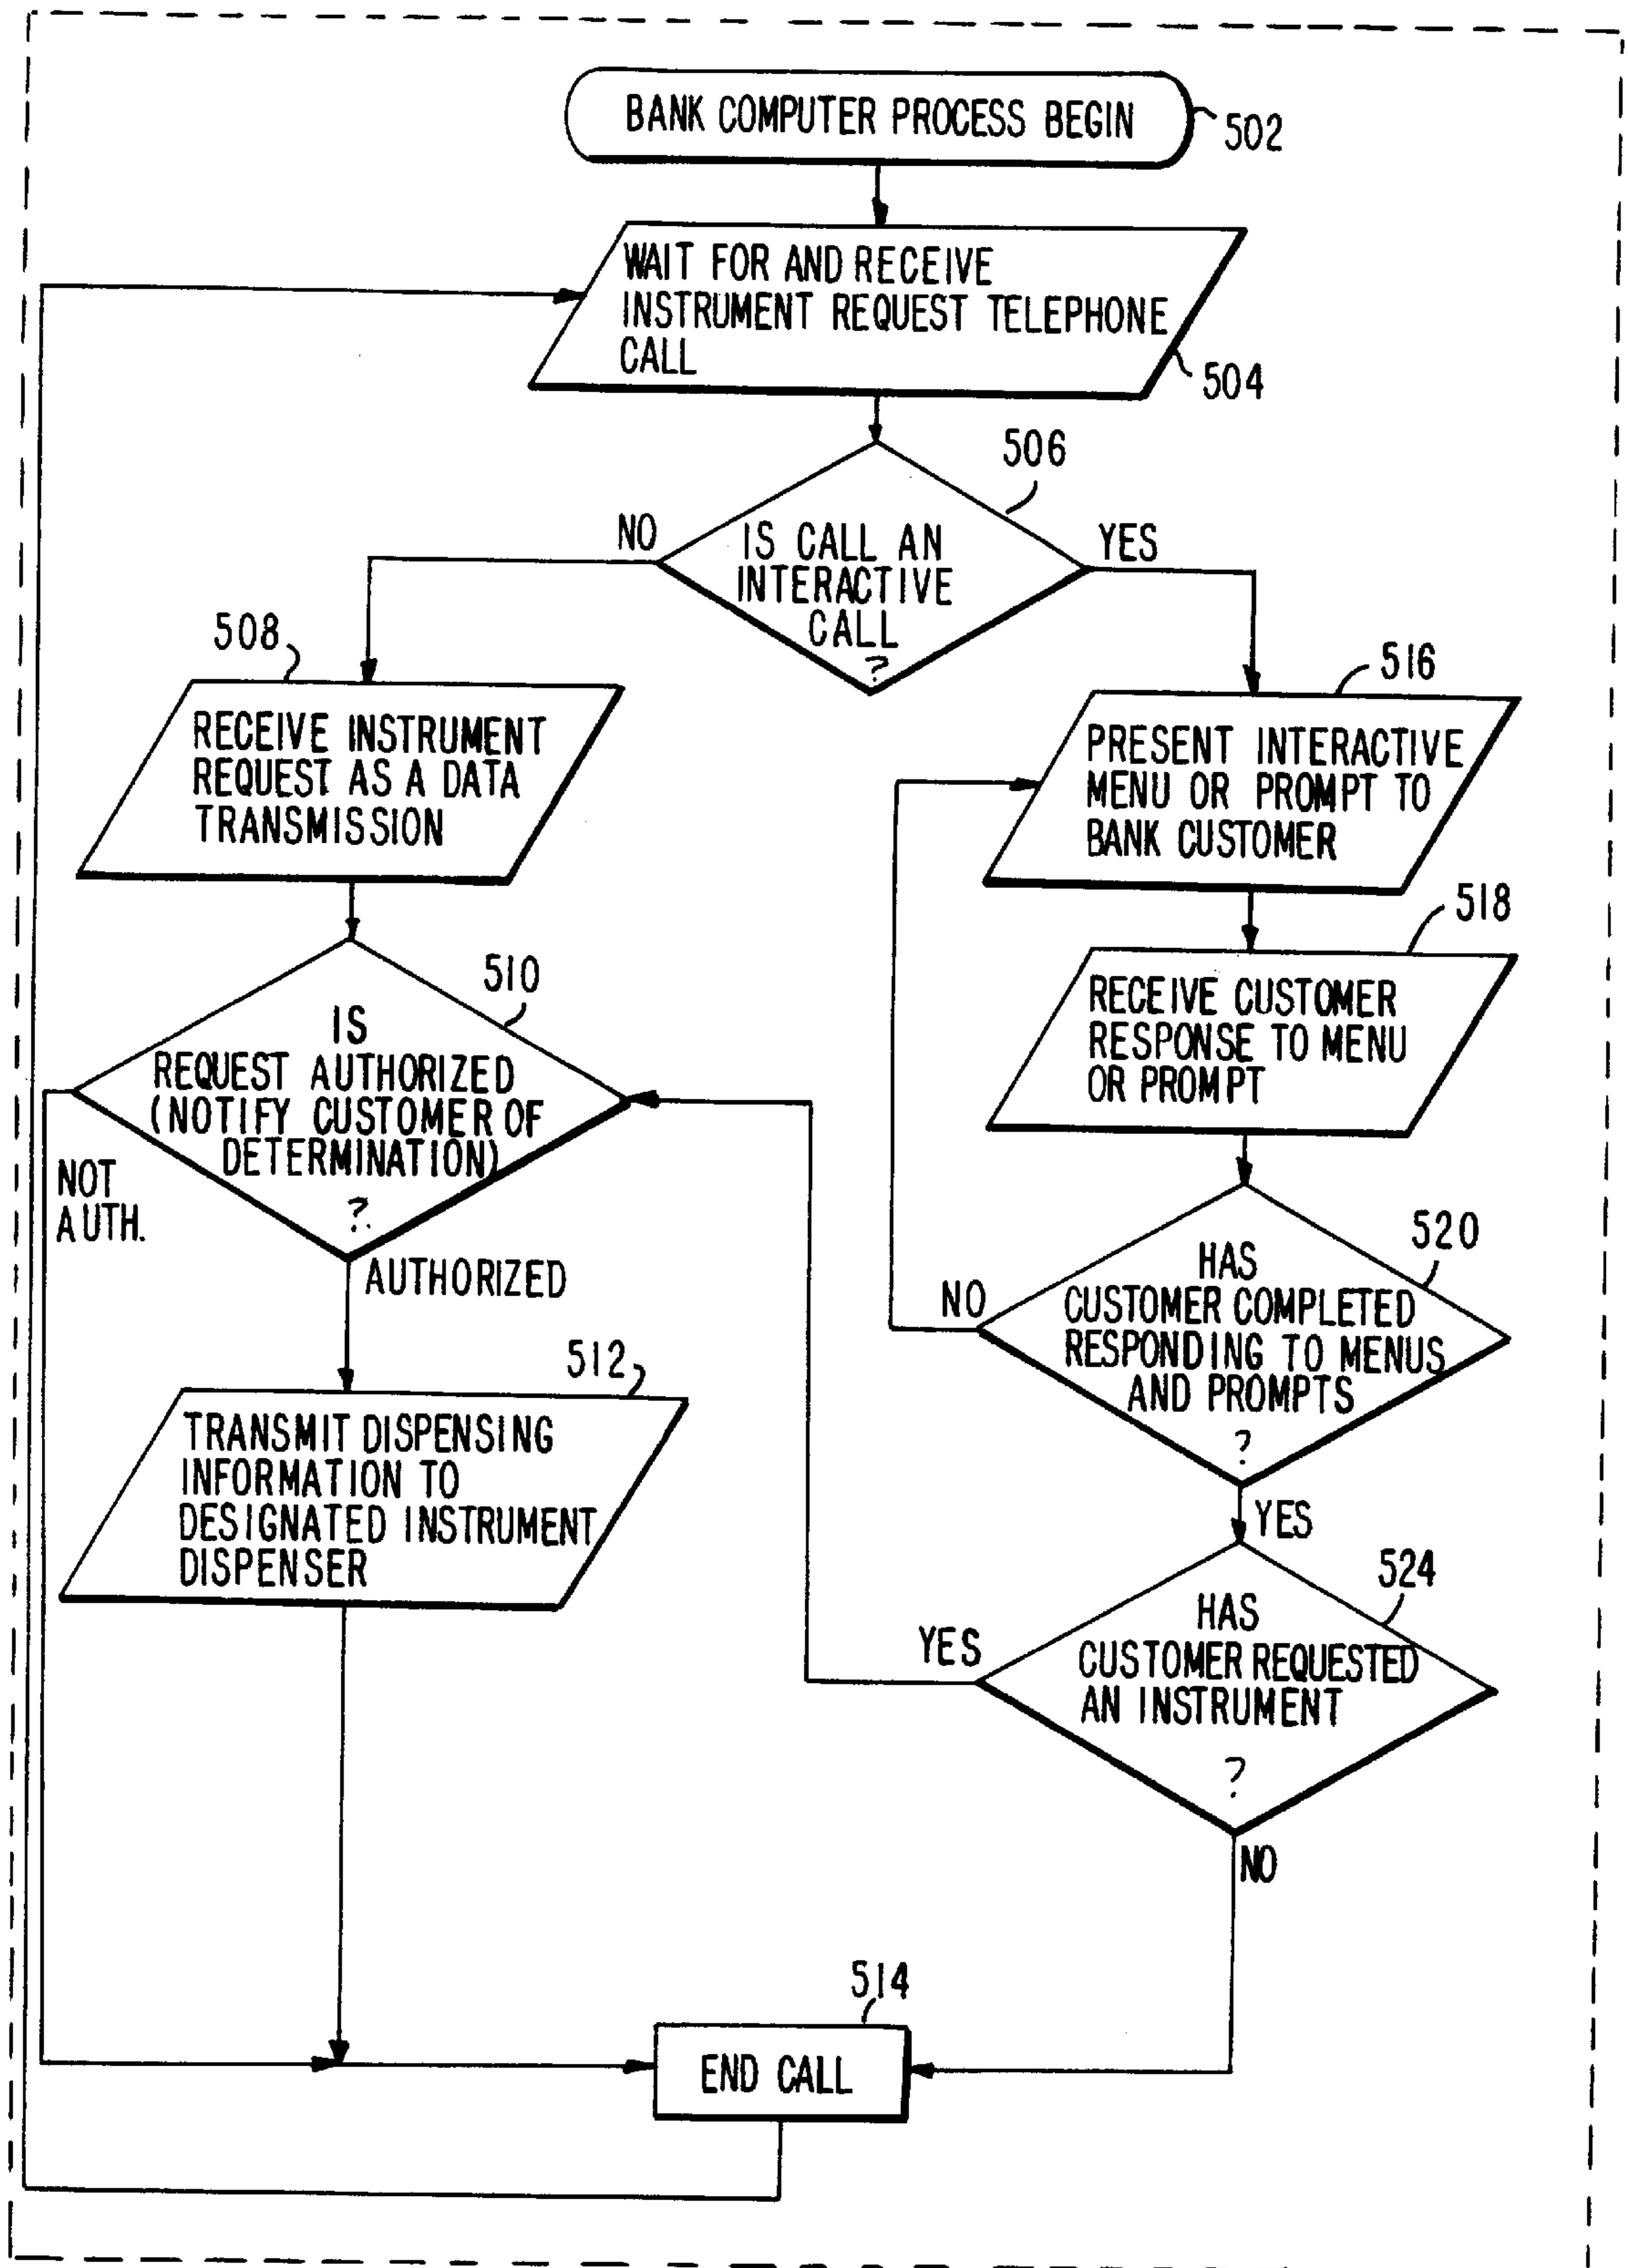 BANK COMPUTER PROCESS BEGIN
502
WAIT FOR AND RECEIVE
INSTRUMENT REQUEST TELEPHONE
CALL
504
506
IS CALL AN
INTERACTIVE
CALL
?
NO
YES
508
RECEIVE INSTRUMENT
REQUEST AS A DATA
TRANSMISSION
516
PRESENT INTERACTIVE
MENU OR PROMPT TO
BANK CUSTOMER
518
RECEIVE CUSTOMER
RESPONSE TO MENU
OR PROMPT
510
IS
REQUEST AUTHORIZED
(NOTIFY CUSTOMER OF
DETERMINATION)
?
NOT
AUTH.
AUTHORIZED
520
HAS
CUSTOMER COMPLETED
RESPONDING TO MENUS
AND PROMPTS
?
NO
YES
512
TRANSMIT DISPENSING
INFORMATION TO
DESIGNATED INSTRUMENT
DISPENSER
524
HAS
CUSTOMER REQUESTED
AN INSTRUMENT
?
YES
NO
514
END CALL